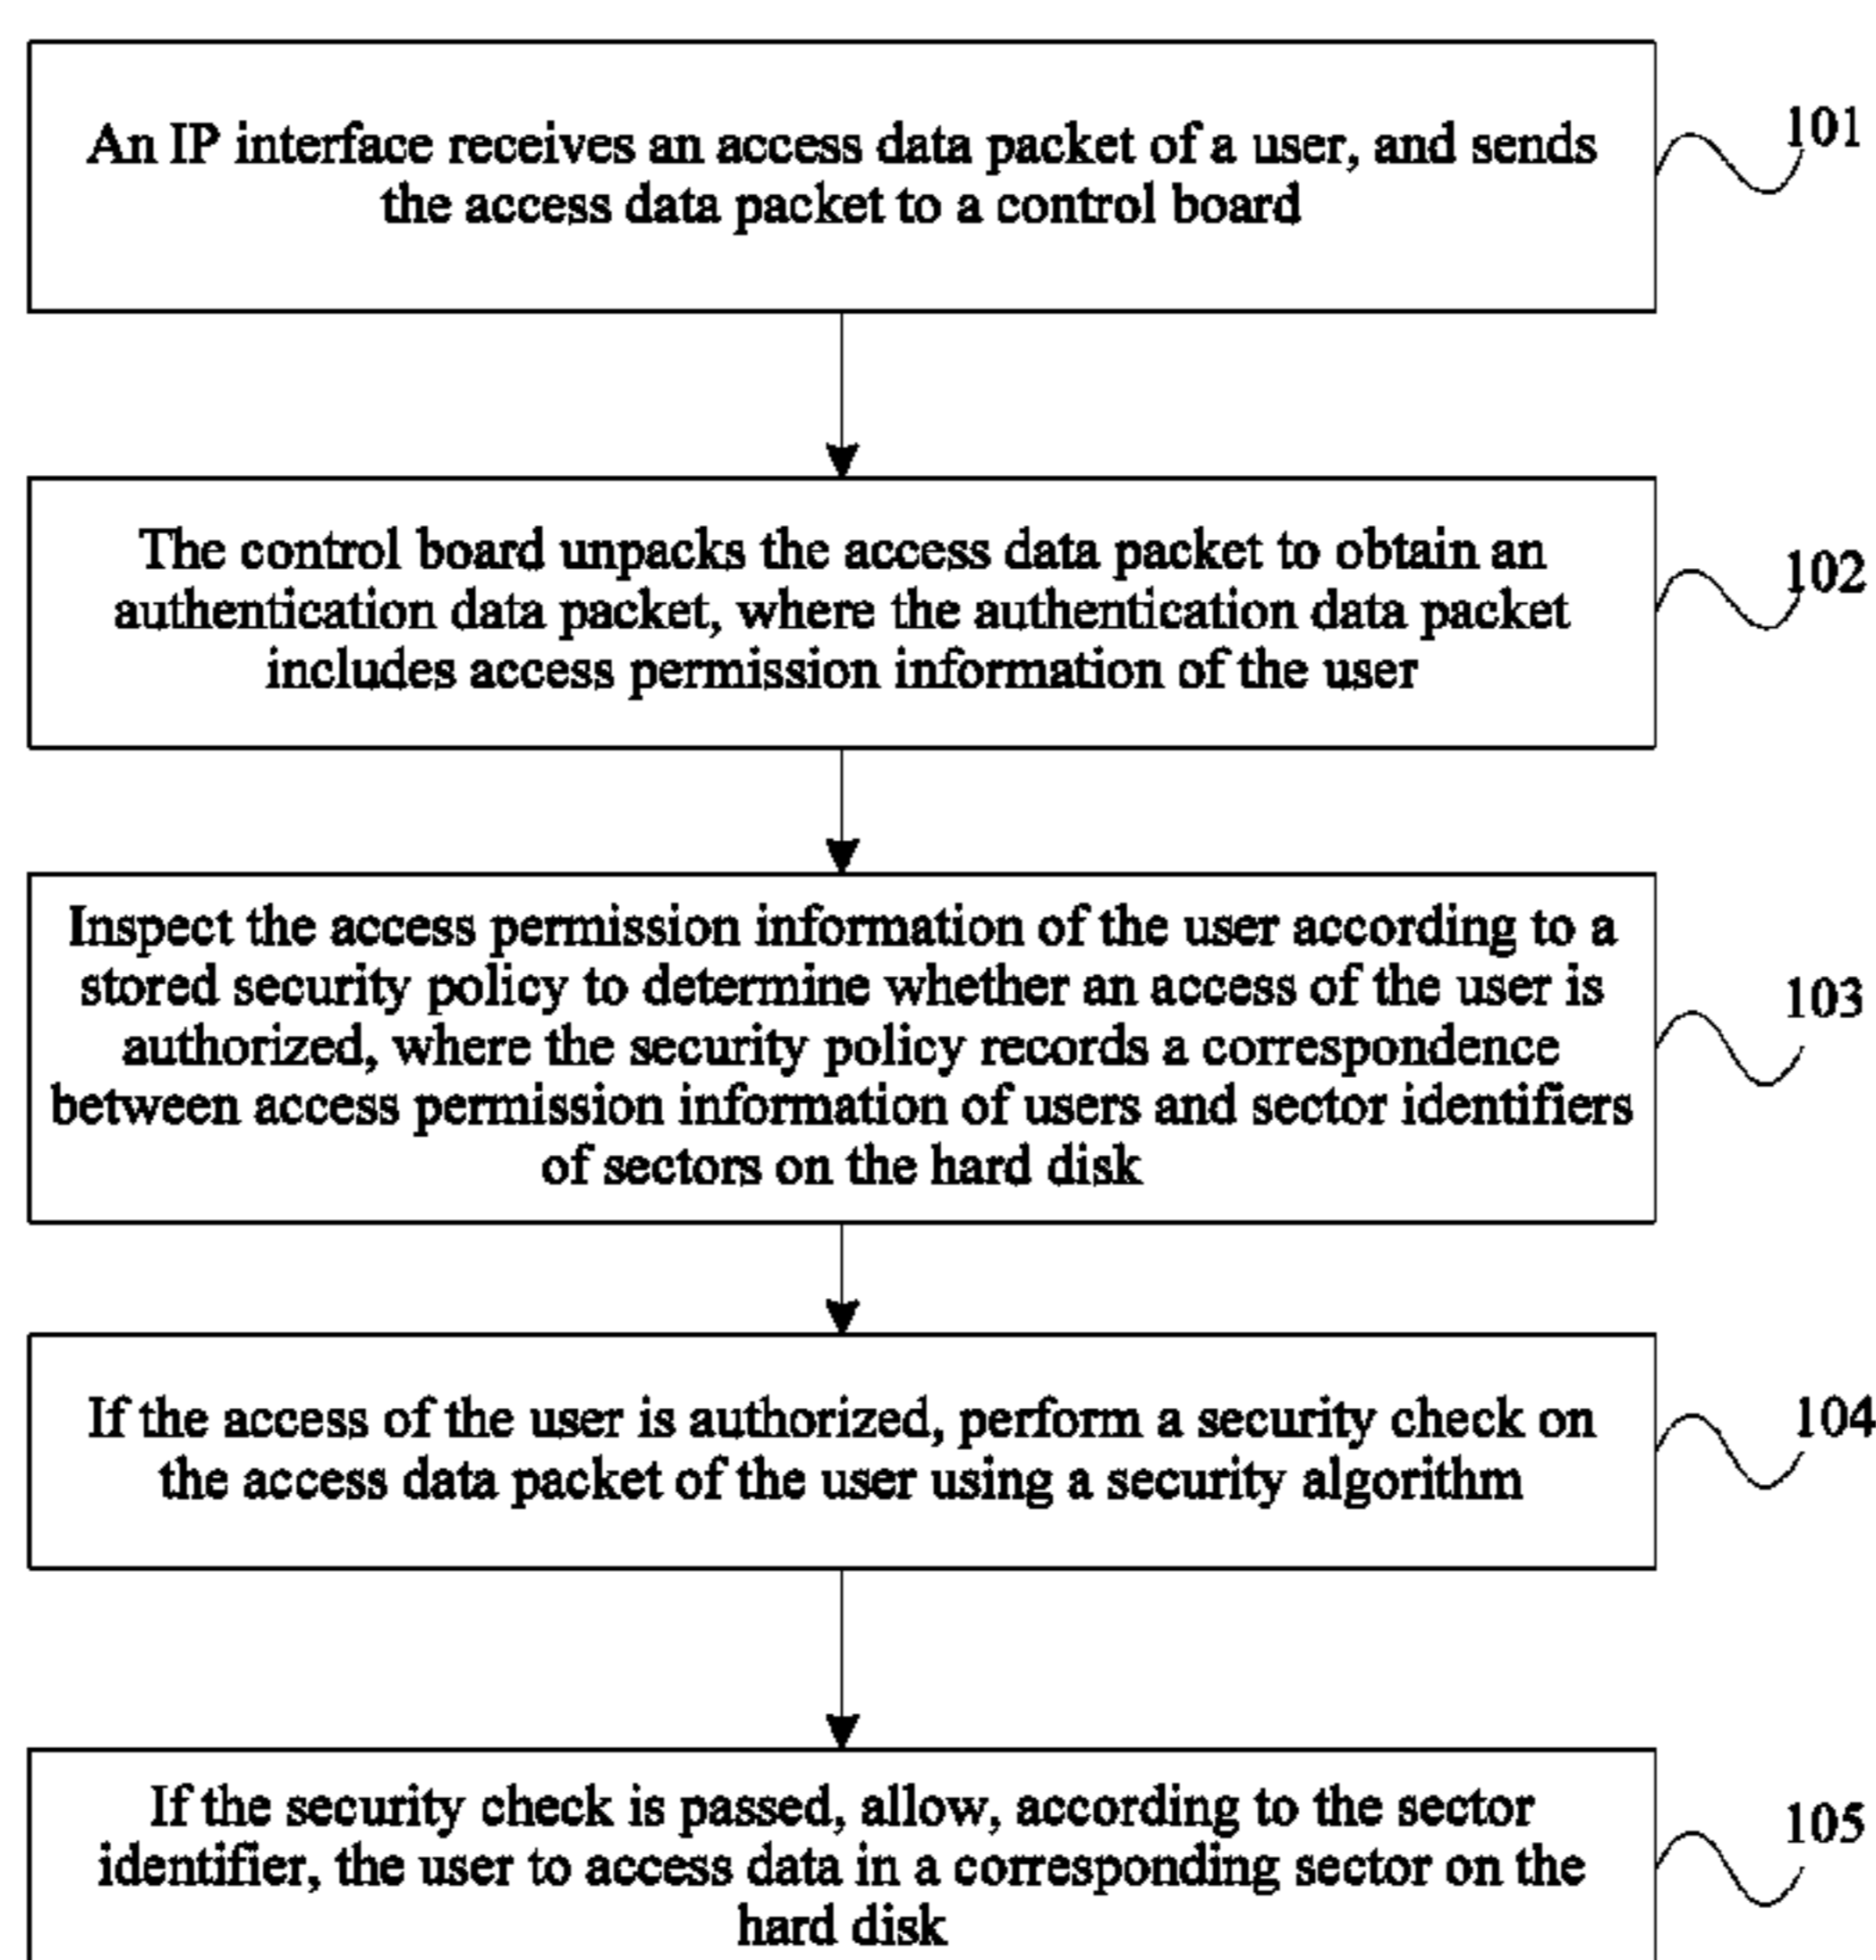 An IP interface receives an access data packet of a user, and sends
the access data packet to a control board
101
The control board unpacks the access data packet to obtain an
authentication data packet, where the authentication data packet
includes access permission information of the user
102
Inspect the access permission information of the user according to a
stored security policy to determine whether an access of the user is
authorized, where the security policy records a correspondence
between access permission information of users and sector identifiers
of sectors on the hard disk
103
If the access of the user is authorized, perform a security check on
the access data packet of the user using a security algorithm
104
If the security check is passed, allow, according to the sector
identifier, the user to access data in a corresponding sector on the
hard disk
105